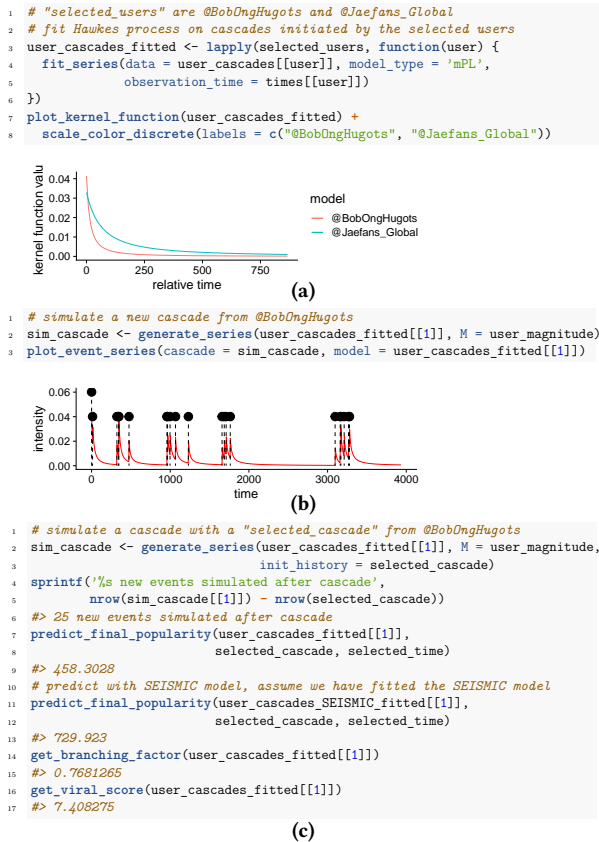 1 # "selected_users" are @BobOngHugots and @Jaefans_Global
2 # fit Hawkes process on cascades initiated by the selected users
3 user_cascades_fitted <- lapply(selected_users, function(user) {
4 fit_series(data = user_cascades[[user]], model_type = 'mPL',
5 observation_time = times[[user]])
6 })
7 plot_kernel_function(user_cascades_fitted) +
8 scale_color_discrete(labels = c("@BobOngHugots", "@Jaefans_Global"))
kernel function valu
0.04
0.03
0.02
0.01
0.00
0 250 500 750
relative time
model
@BobOngHugots
@Jaefans_Global
(a)
1 # simulate a new cascade from @BobOngHugots
2 sim_cascade <- generate_series(user_cascades_fitted[[1]], M = user_magnitude)
3 plot_event_series(cascade = sim_cascade, model = user_cascades_fitted[[1]])
intensity
0.06
0.04
0.02
0.00
0 1000 2000 3000 4000
time
(b)
1 # simulate a cascade with a "selected_cascade" from @BobOngHugots
2 sim_cascade <- generate_series(user_cascades_fitted[[1]], M = user_magnitude,
3 init_history = selected_cascade)
4 sprintf('%s new events simulated after cascade',
5 nrow(sim_cascade[[1]]) - nrow(selected_cascade))
6 #> 25 new events simulated after cascade
7 predict_final_popularity(user_cascades_fitted[[1]],
8 selected_cascade, selected_time)
9 #> 458.3028
10 # predict with SEISMIC model, assume we have fitted the SEISMIC model
11 predict_final_popularity(user_cascades_SEISMIC_fitted[[1]],
12 selected_cascade, selected_time)
13 #> 729.923
14 get_branching_factor(user_cascades_fitted[[1]])
15 #> 0.7681265
16 get_viral_score(user_cascades_fitted[[1]])
17 #> 7.408275
(c)